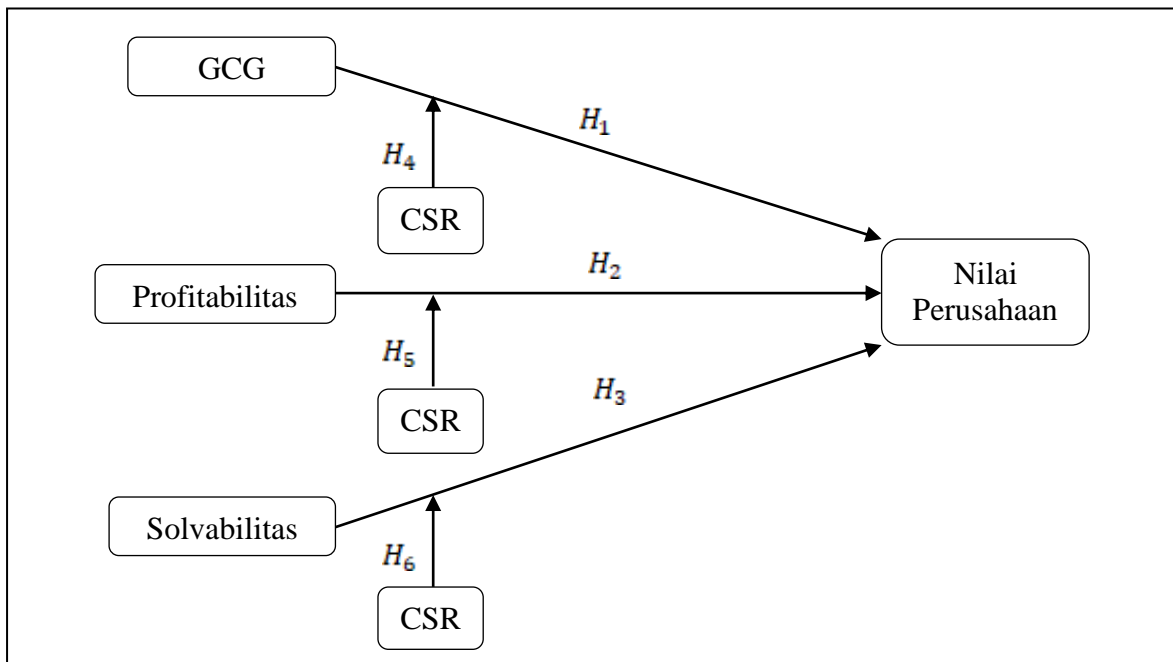 GCG
H₁
H₄
CSR
Profitabilitas
H₂
Nilai
Perusahaan
H₅
CSR
H₃
Solvabilitas
H₆
CSR